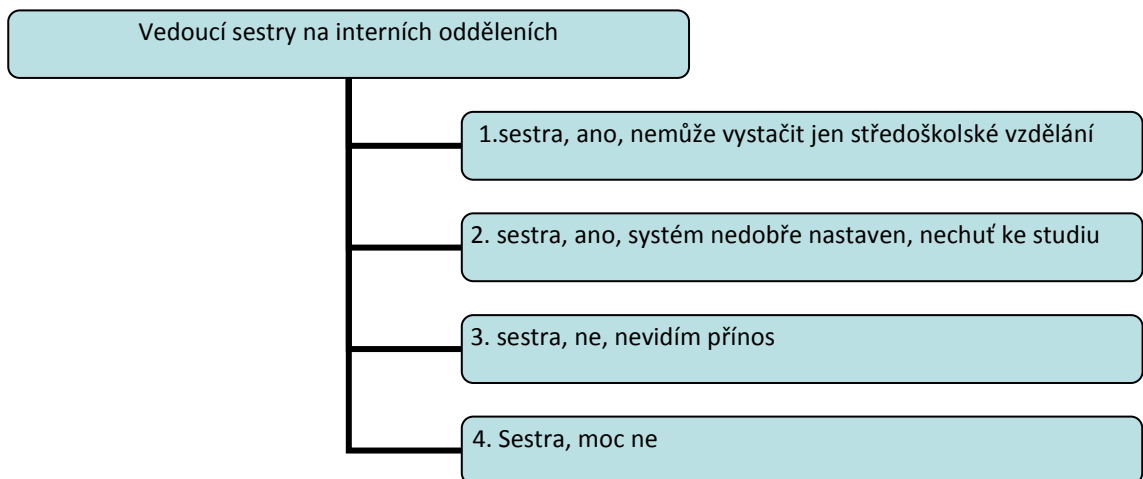 Vedoucí sestry na interních odděleních
1.sestra, ano, nemůže vystačit jen středoškolské vzdělání
2. sestra, ano, systém nedobře nastaven, nechuť ke studiu
3. sestra, ne, nevidím přínos
4. Sestra, moc ne